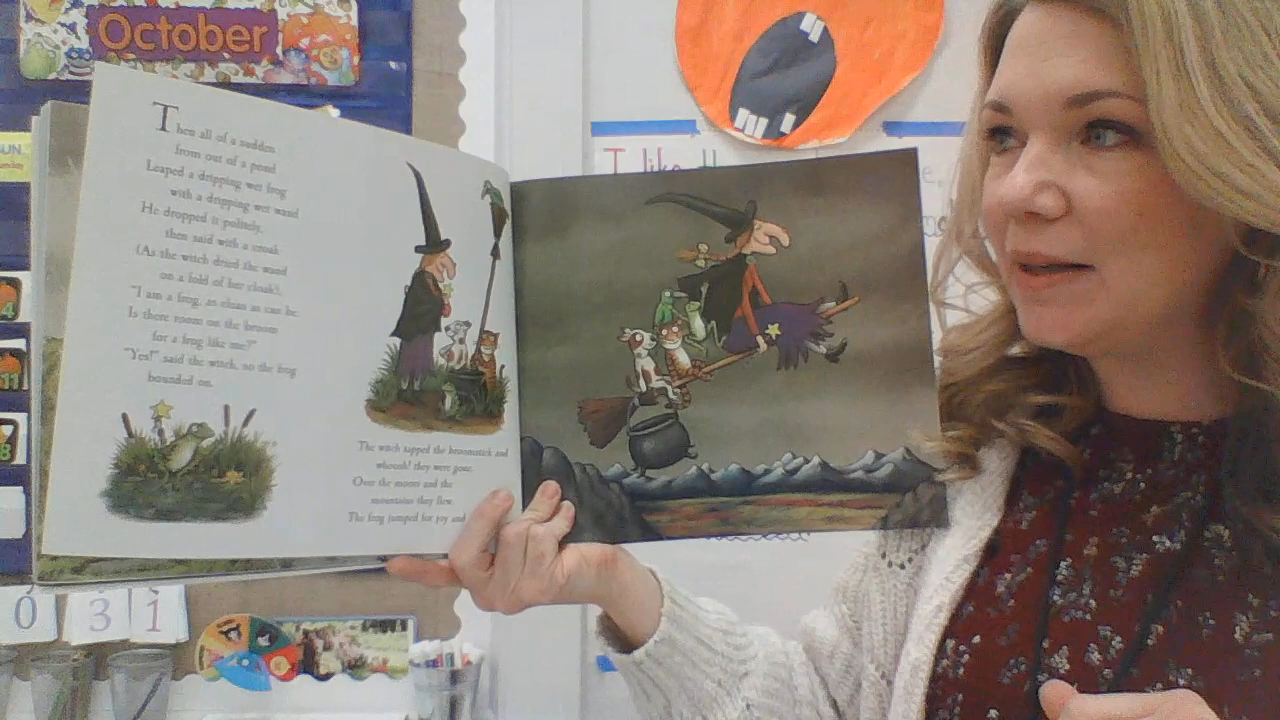 October
Then all of a sudden
from out of a pond
Leaped a dripping wet frog
with a dripping wet wand.
He dropped it politely,
then said with a croak
(As the witch dried the wand
on a fold of her cloak),
"I am a frog, as clean as can be.
Is there room on the broom
for a frog like me?"
"Yes!" said the witch, so the frog
bounded on.
The witch tapped the broomstick and
whoosh! they were gone.
Over the moors and the
mountains they flew.
The frog jumped for joy and
I like
4
11
8
0 3 1